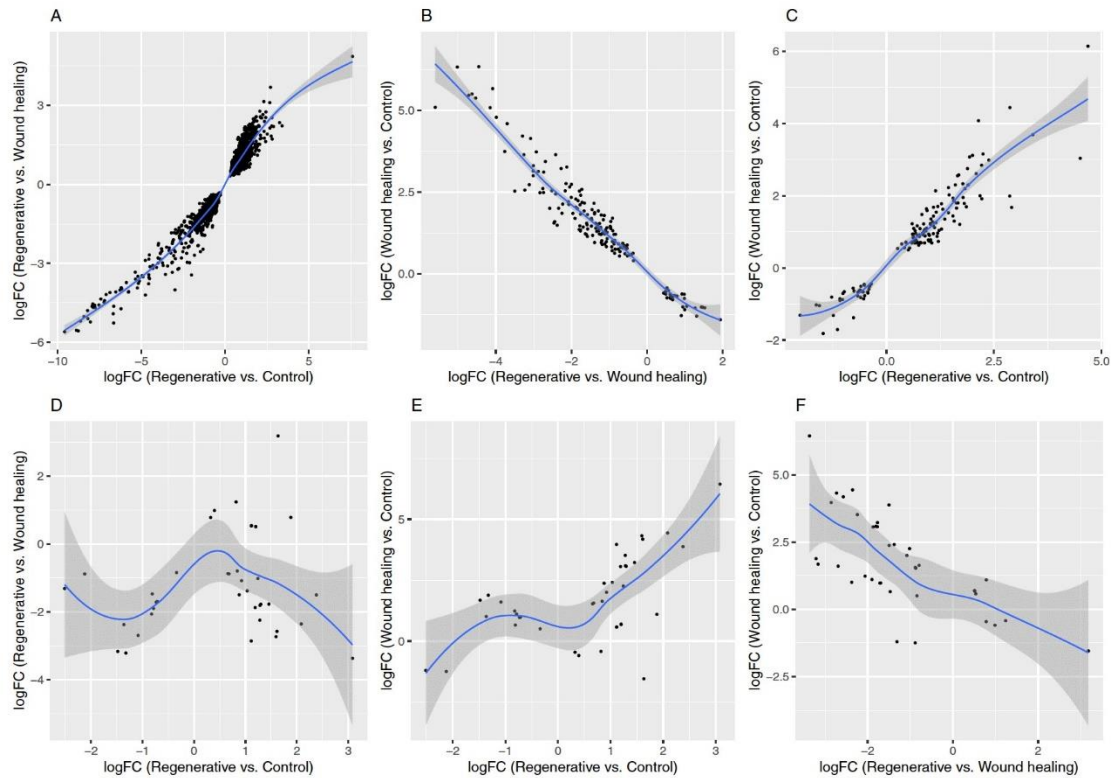 A
logFC (Regenerative vs. Wound healing)
3
0
−3
−6
−10
−5
0
5
logFC (Regenerative vs. Control)
B
logFC (Wound healing vs. Control)
5.0
2.5
0.0
−4
−2
0
2
logFC (Regenerative vs. Wound healing)
C
logFC (Wound healing vs. Control)
6
4
2
0
−2
0.0
2.5
5.0
logFC (Regenerative vs. Control)
D
logFC (Regenerative vs. Wound healing)
2
0
−2
−4
−2
−1
0
1
2
3
logFC (Regenerative vs. Control)
E
logFC (Wound healing vs. Control)
5
0
−2
−1
0
1
2
3
logFC (Regenerative vs. Control)
F
logFC (Wound healing vs. Control)
5.0
2.5
0.0
−2.5
−2
0
2
logFC (Regenerative vs. Wound healing)